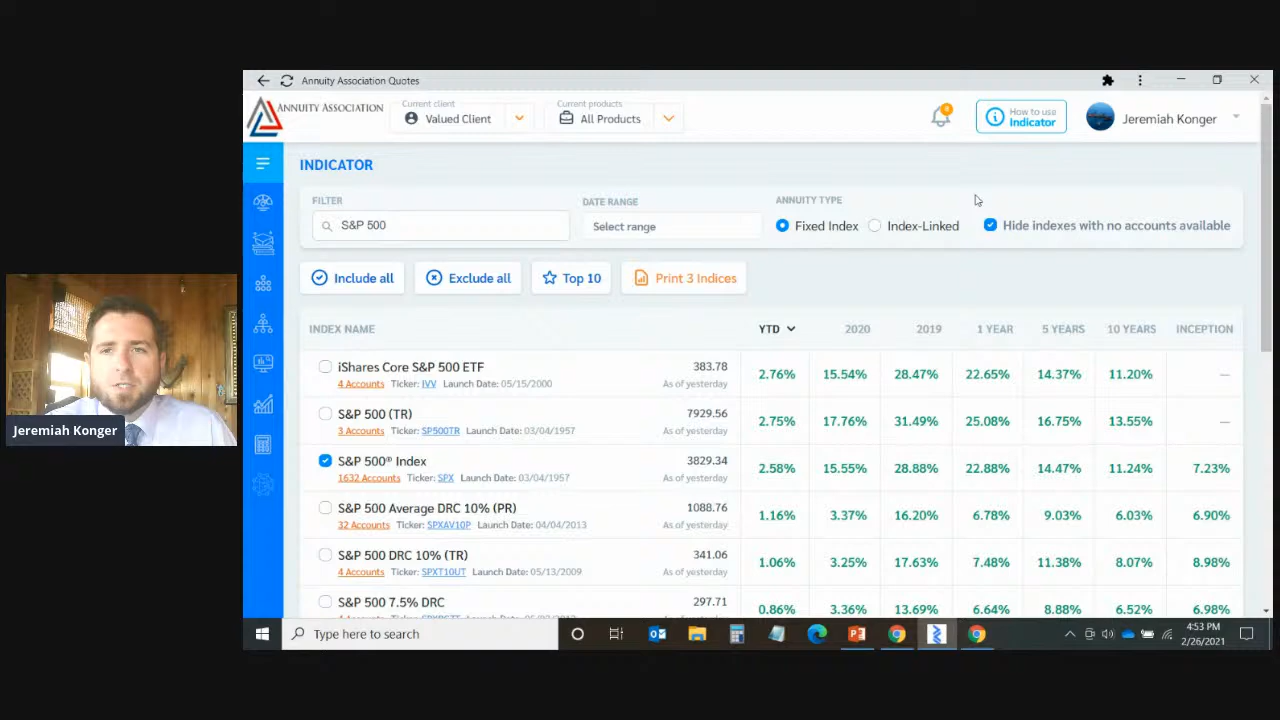 Annuity Association Quotes
ANNUITY ASSOCIATION
Current client
Valued Client
Current products
All Products
How to use
Indicator
Jeremiah Konger
INDICATOR
FILTER
DATE RANGE
ANNUITY TYPE
S&P 500
Select range
Fixed Index
Index-Linked
Hide indexes with no accounts available
Include all
Exclude all
Top 10
Print 3 Indices
INDEX NAME YTD 2020 2019 1 YEAR 5 YEARS 10 YEARS INCEPTION
iShares Core S&P 500 ETF 383.78
4 Accounts Ticker: IVV Launch Date: 05/15/2000 As of yesterday
2.76% 15.54% 28.47% 22.65% 14.37% 11.20% —
S&P 500 (TR) 7929.56
3 Accounts Ticker: SP500TR Launch Date: 03/04/1957 As of yesterday
2.75% 17.76% 31.49% 25.08% 16.75% 13.55% —
S&P 500® Index 3829.34
1632 Accounts Ticker: SPX Launch Date: 03/04/1957 As of yesterday
2.58% 15.55% 28.88% 22.88% 14.47% 11.24% 7.23%
S&P 500 Average DRC 10% (PR) 1088.76
32 Accounts Ticker: SPXAV10P Launch Date: 04/04/2013 As of yesterday
1.16% 3.37% 16.20% 6.78% 9.03% 6.03% 6.90%
S&P 500 DRC 10% (TR) 341.06
4 Accounts Ticker: SPXT10UT Launch Date: 05/13/2009 As of yesterday
1.06% 3.25% 17.63% 7.48% 11.38% 8.07% 8.98%
S&P 500 7.5% DRC 297.71
0.86% 3.36% 13.69% 6.64% 8.88% 6.52% 6.98%
Jeremiah Konger
Type here to search
4:53 PM
2/26/2021